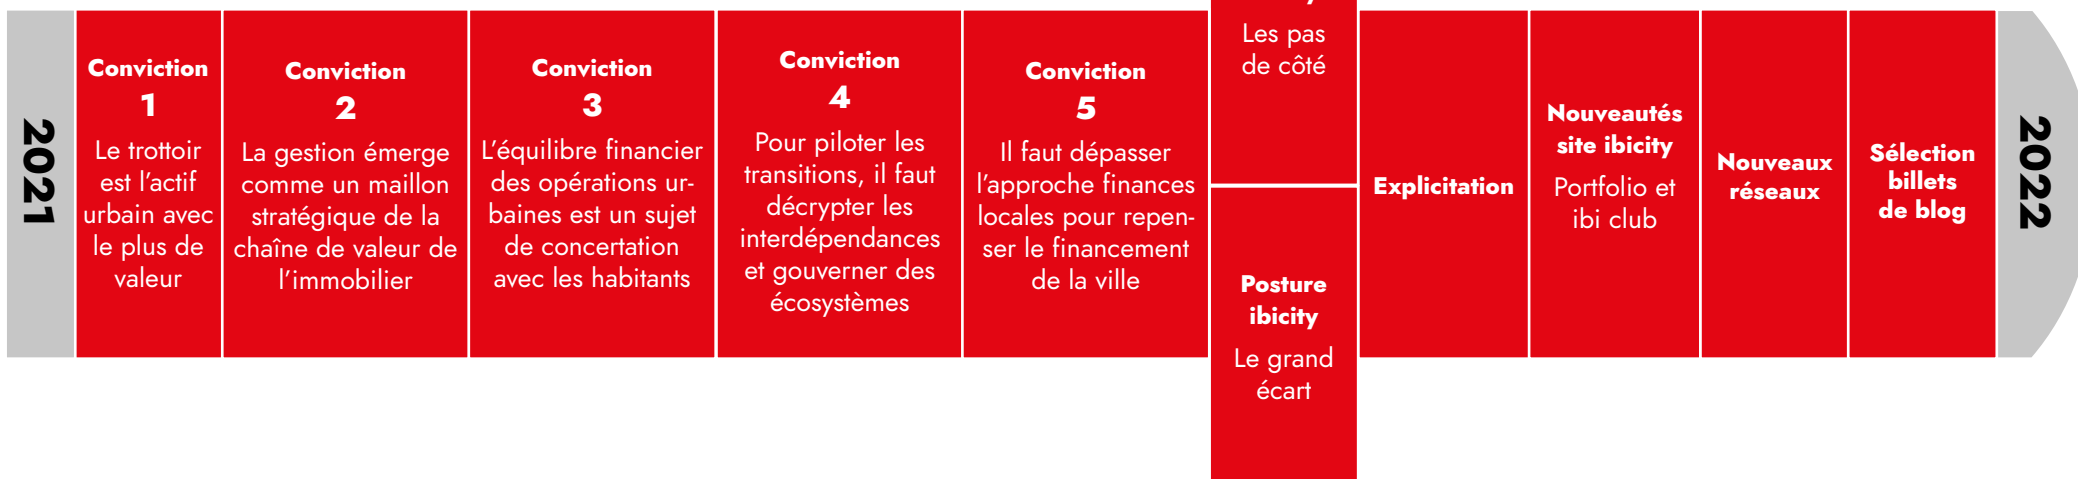 2021
Conviction
1
Le trottoir
est l’actif
urbain avec
le plus de
valeur
Conviction
2
La gestion émerge
comme un maillon
stratégique de la
chaîne de valeur de
l’immobilier
Conviction
3
L’équilibre financier
des opérations ur-
baines est un sujet
de concertation
avec les habitants
Conviction
4
Pour piloter les
transitions, il faut
décrypter les
interdépendances
et gouverner des
écosystèmes
Conviction
5
Il faut dépasser
l’approche finances
locales pour repen-
ser le financement
de la ville
Les pas
de côté
Posture
ibicity
Le grand
écart
Explicitation
Nouveautés
site ibicity
Portfolio et
ibi club
Nouveaux
réseaux
Sélection
billets
de blog
2022